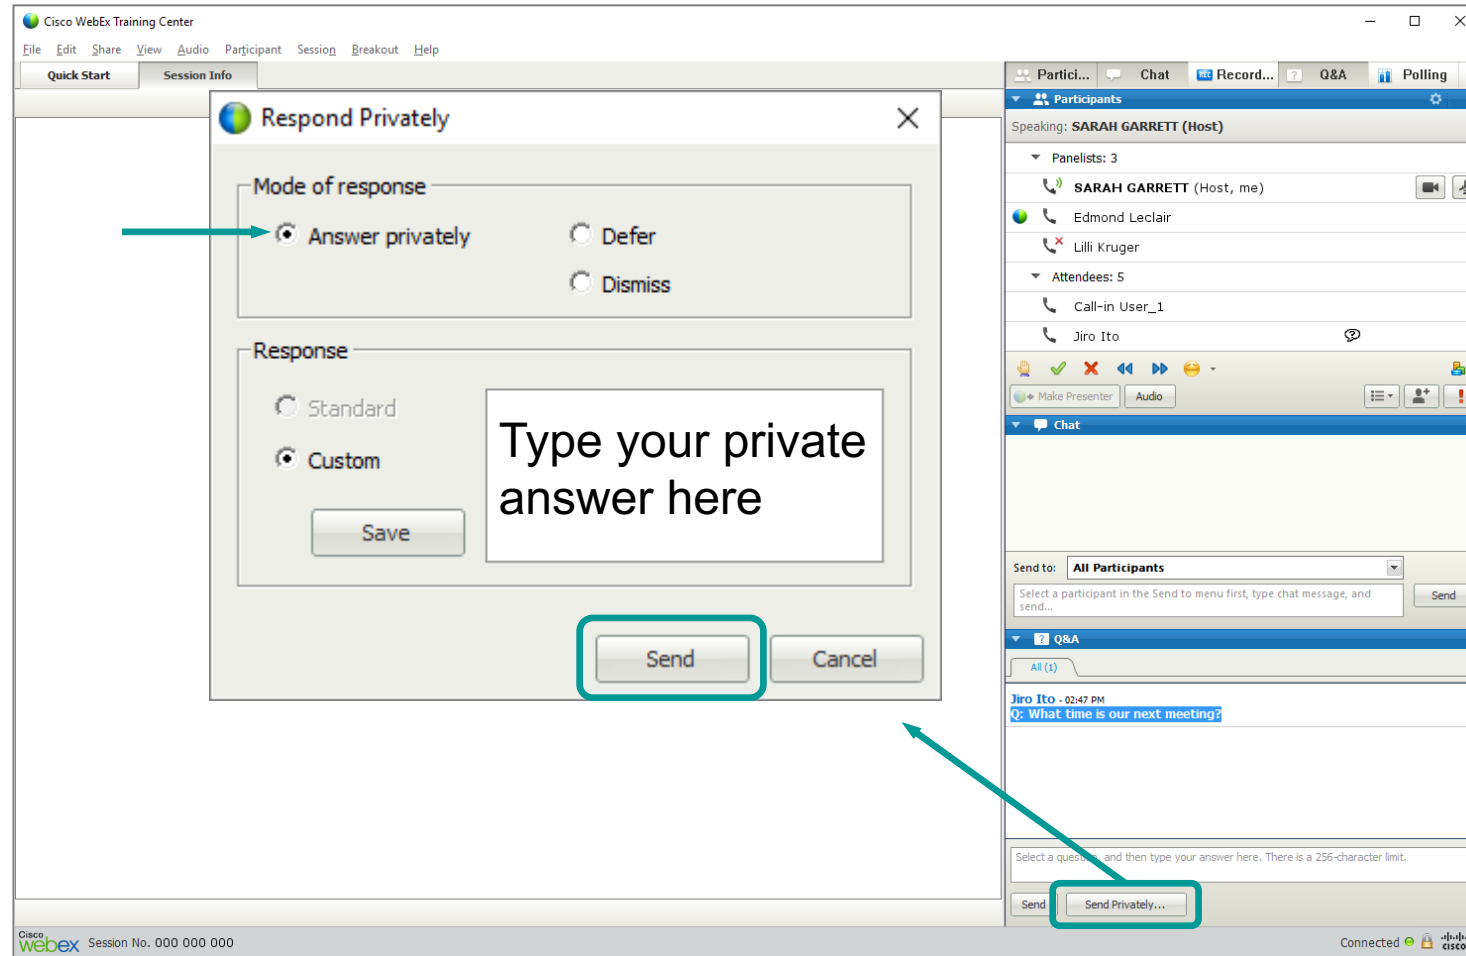 Cisco WebEx Training Center
File Edit Share View Audio Participant Session Breakout Help
Quick Start Session Info
Partici... Chat REC Record... ? Q&A Polling
Respond Privately
Mode of response
Answer privately Defer
Dismiss
Response
Standard
Custom
Type your private
answer here
Save
Send Cancel
Participants
Speaking: SARAH GARRETT (Host)
Panelists: 3
SARAH GARRETT (Host, me)
Edmond Leclair
Lilli Kruger
Attendees: 5
Call-in User_1
Jiro Ito
Make Presenter Audio
Chat
Send to: All Participants
Select a participant in the Send to menu first, type chat message, and
send...
Send
? Q&A
All (1)
Jiro Ito - 02:47 PM
Q: What time is our next meeting?
Select a question, and then type your answer here. There is a 256-character limit.
Send Send Privately...
Cisco
webex Session No. 000 000 000
Connected
cisco